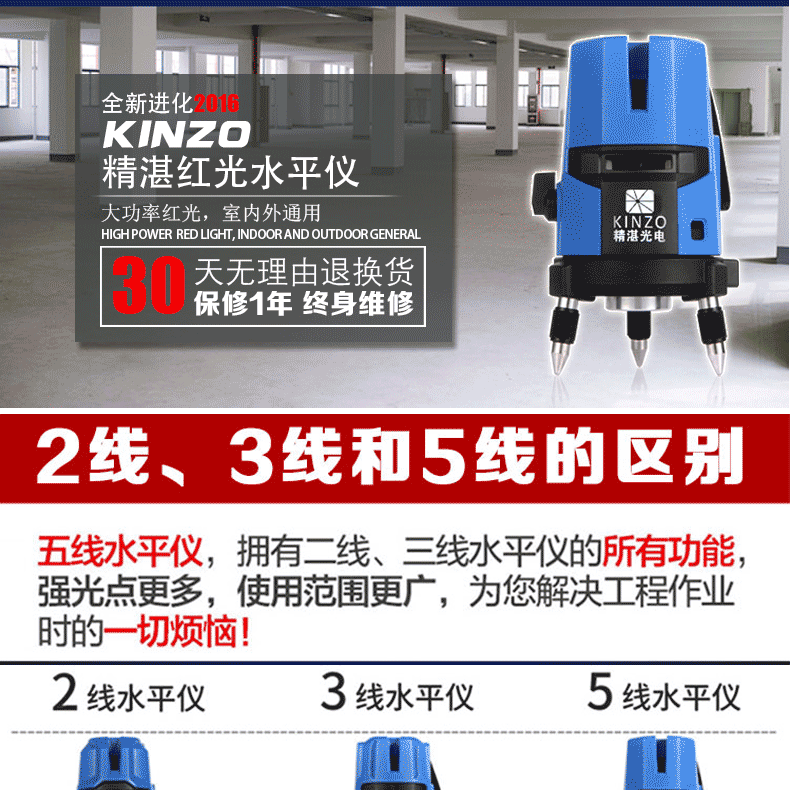 全新进化2016
KINZO
精湛红光水平仪
大功率红光，室内外通用
HIGH POWER RED LIGHT, INDOOR AND OUTDOOR GENERAL
30天无理由退换货
保修1年 终身维修
KINZO
精湛光电
2线、3线和5线的区别
五线水平仪，拥有二线、三线水平仪的所有功能，
强光点更多，使用范围更广，为您解决工程作业
时的一切烦恼！
2线水平仪 3线水平仪 5线水平仪